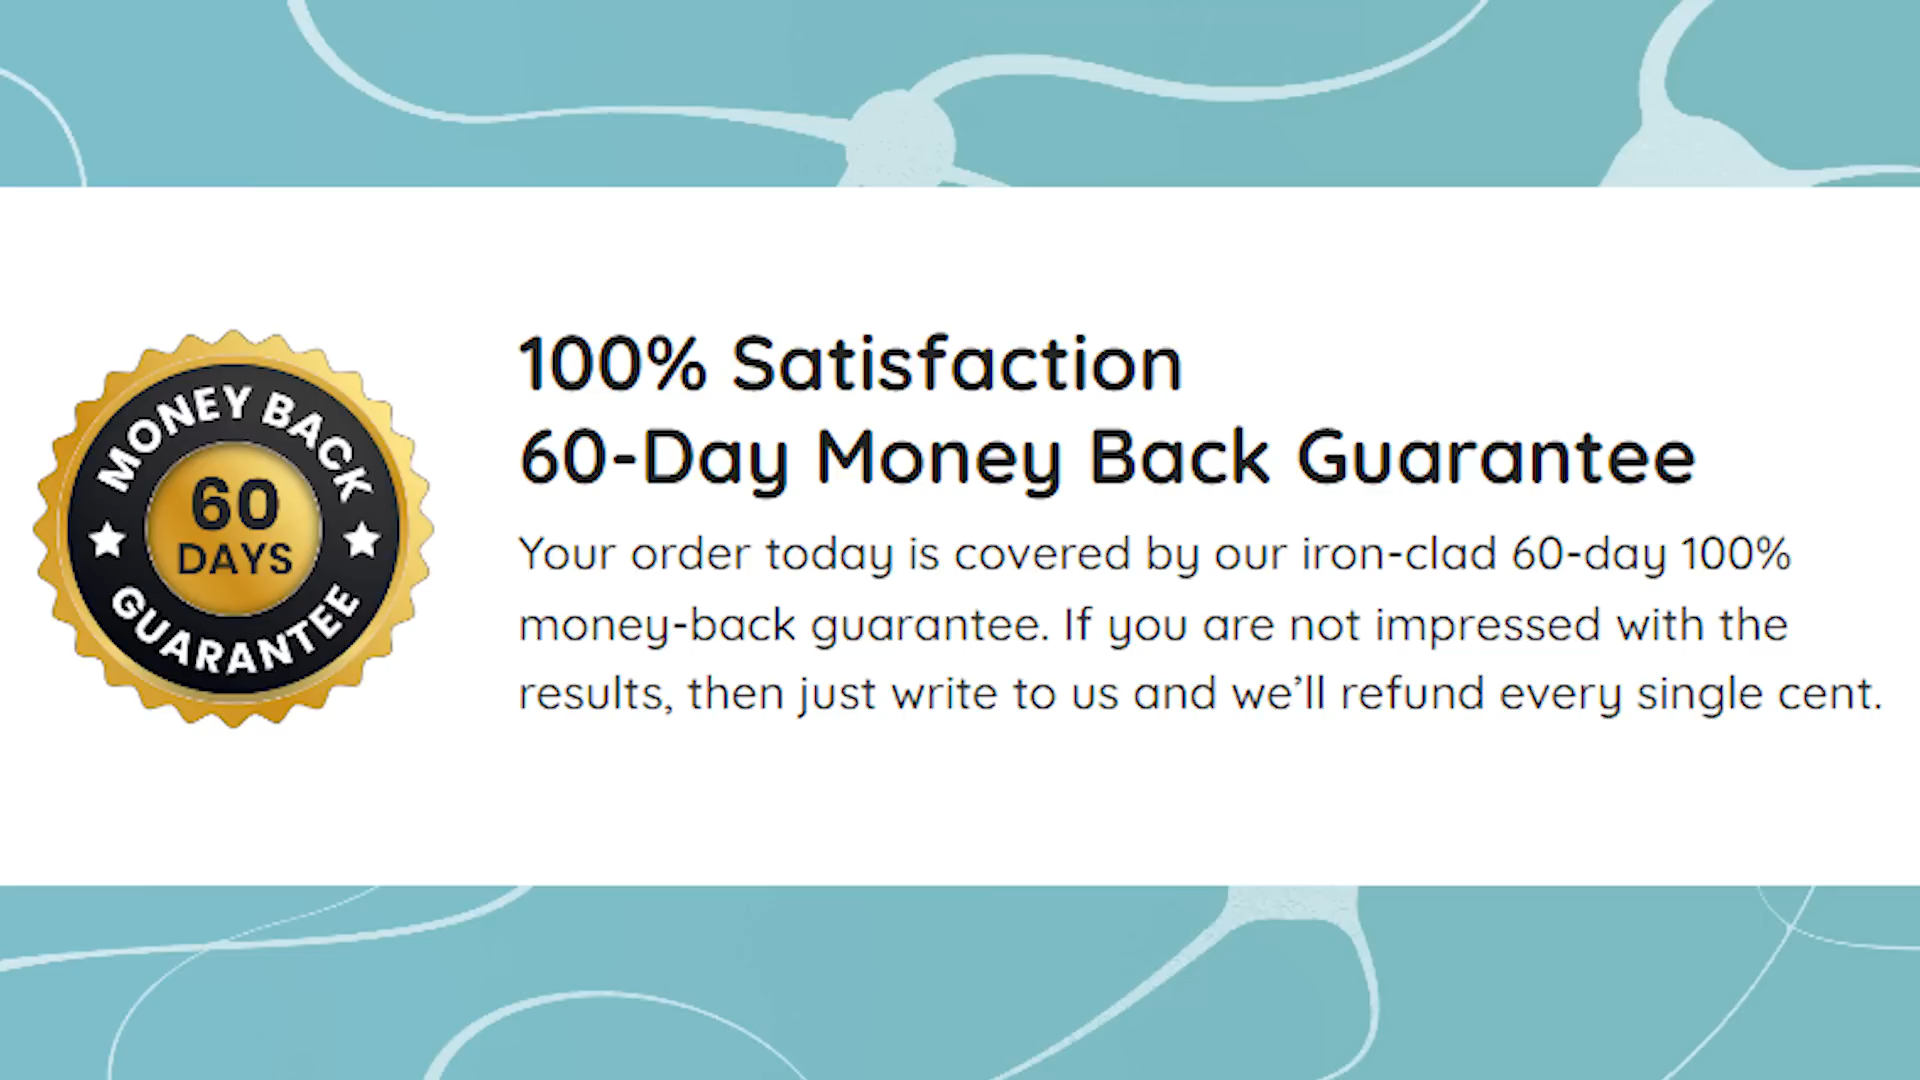 MONEY BACK
60
DAYS
GUARANTEE
100% Satisfaction
60-Day Money Back Guarantee
Your order today is covered by our iron-clad 60-day 100%
money-back guarantee. If you are not impressed with the
results, then just write to us and we’ll refund every single cent.